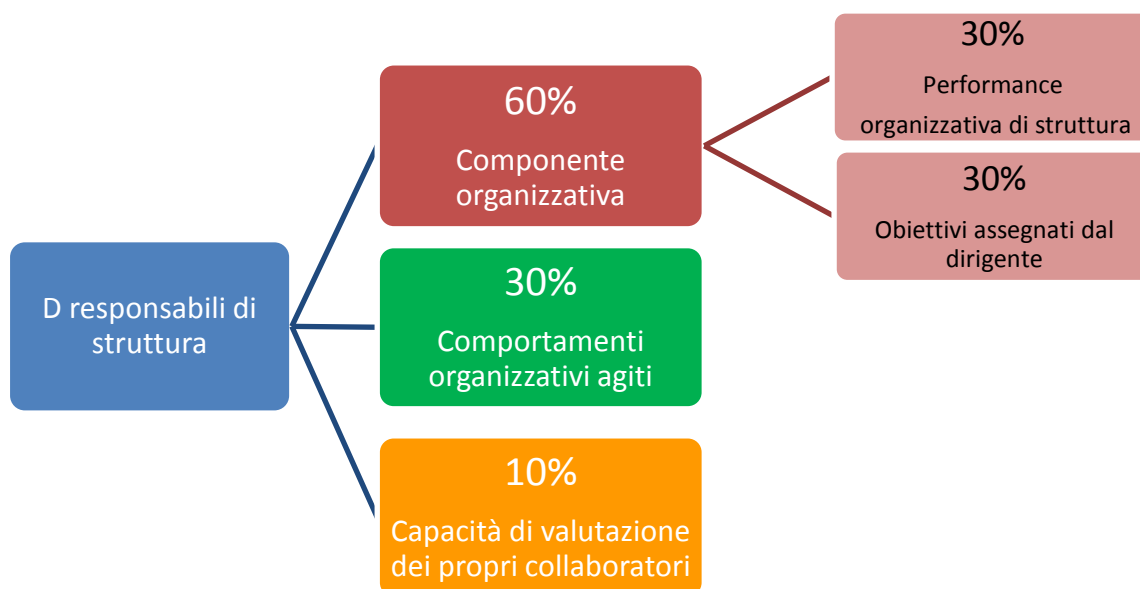 D responsabili di
struttura
60%
Componente
organizzativa
30%
Performance
organizzativa di struttura
30%
Obiettivi assegnati dal
dirigente
30%
Comportamenti
organizzativi agiti
10%
Capacità di valutazione
dei propri collaboratori